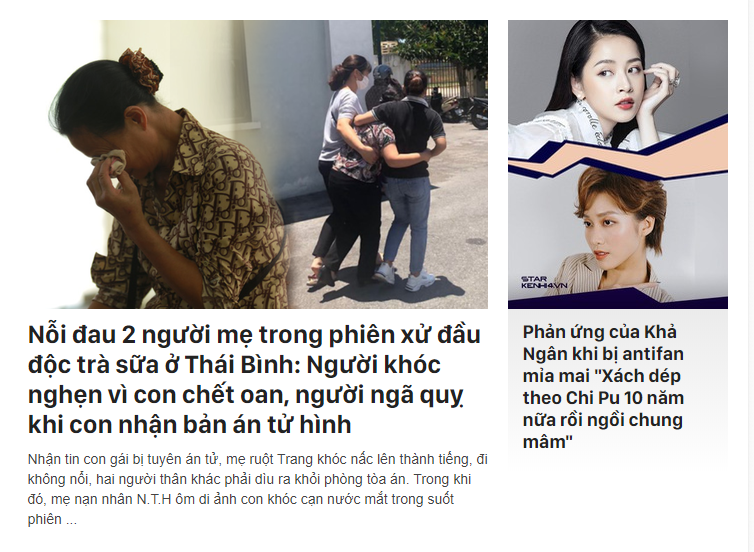 STAR
KENH14.VN
Nỗi đau 2 người mẹ trong phiên xử đầu
độc trà sữa ở Thái Bình: Người khóc
nghẹn vì con chết oan, người ngã quỵ
khi con nhận bản án tử hình
Nhận tin con gái bị tuyên án tử, mẹ ruột Trang khóc nấc lên thành tiếng, đi
không nổi, hai người thân khác phải dìu ra khỏi phòng tòa án. Trong khi
đó, mẹ nạn nhân N.T.H ôm di ảnh con khóc cạn nước mắt trong suốt
phiên ...
Phản ứng của Khả
Ngân khi bị antifan
mỉa mai "Xách dép
theo Chi Pu 10 năm
nữa rồi ngồi chung
mâm"